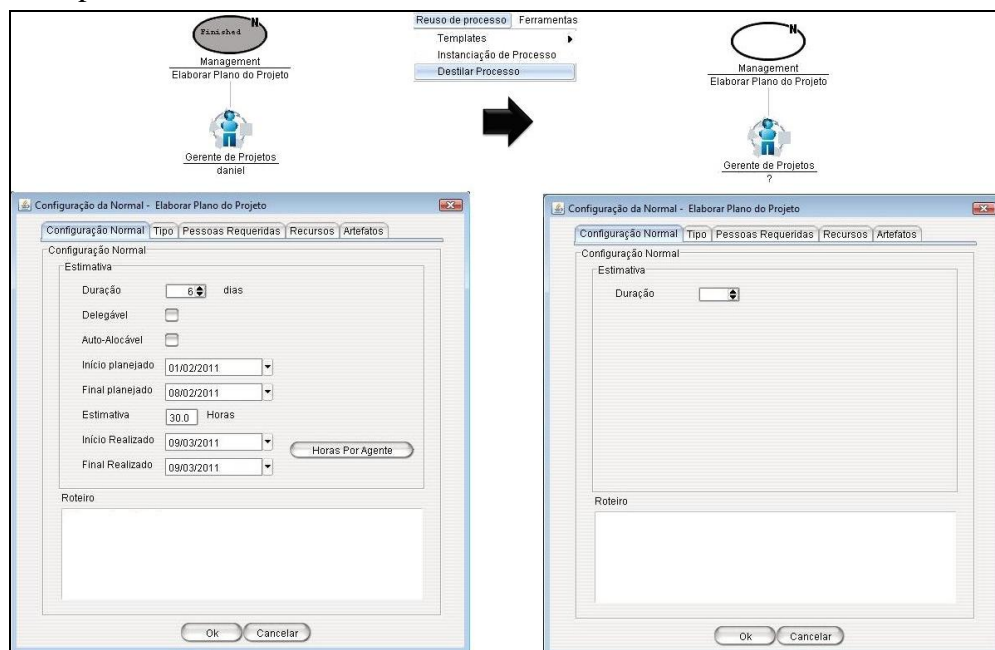 Finished
N
Management
Elaborar Plano do Projeto
Gerente de Projetos
daniel
Reuso de processo Ferramentas
Templates
Instanciação de Processo
Destilar Processo
N
Management
Elaborar Plano do Projeto
Gerente de Projetos
?
Configuração da Normal - Elaborar Plano do Projeto
Configuração Normal Tipo Pessoas Requeridas Recursos Artefatos
Configuração Normal
Estimativa
Duração 6 dias
Delegável
Auto-Alocável
Início planejado 01/02/2011
Final planejado 08/02/2011
Estimativa 30.0 Horas
Início Realizado 09/03/2011
Horas Por Agente
Final Realizado 09/03/2011
Roteiro
Ok Cancelar
Configuração da Normal - Elaborar Plano do Projeto
Configuração Normal Tipo Pessoas Requeridas Recursos Artefatos
Configuração Normal
Estimativa
Duração
Roteiro
Ok Cancelar